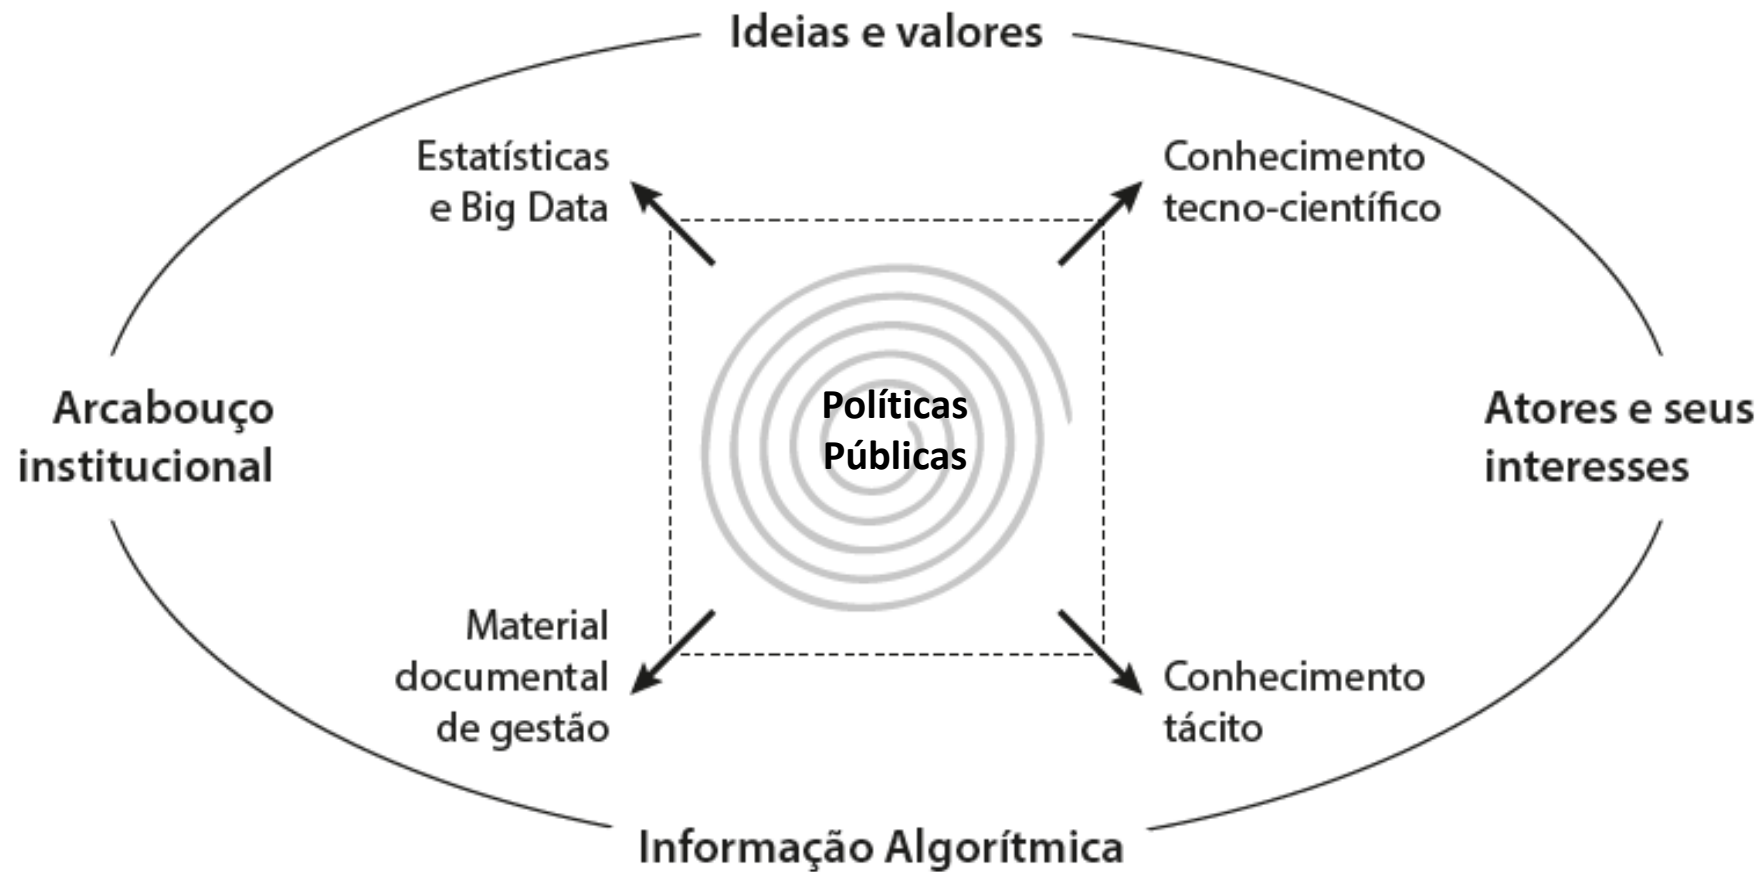 Ideias e valores
Estatísticas
e Big Data
Conhecimento
tecno-científico
Arcabouço
institucional
Políticas
Públicas
Atores e seus
interesses
Material
documental
de gestão
Conhecimento
tácito
Informação Algorítmica